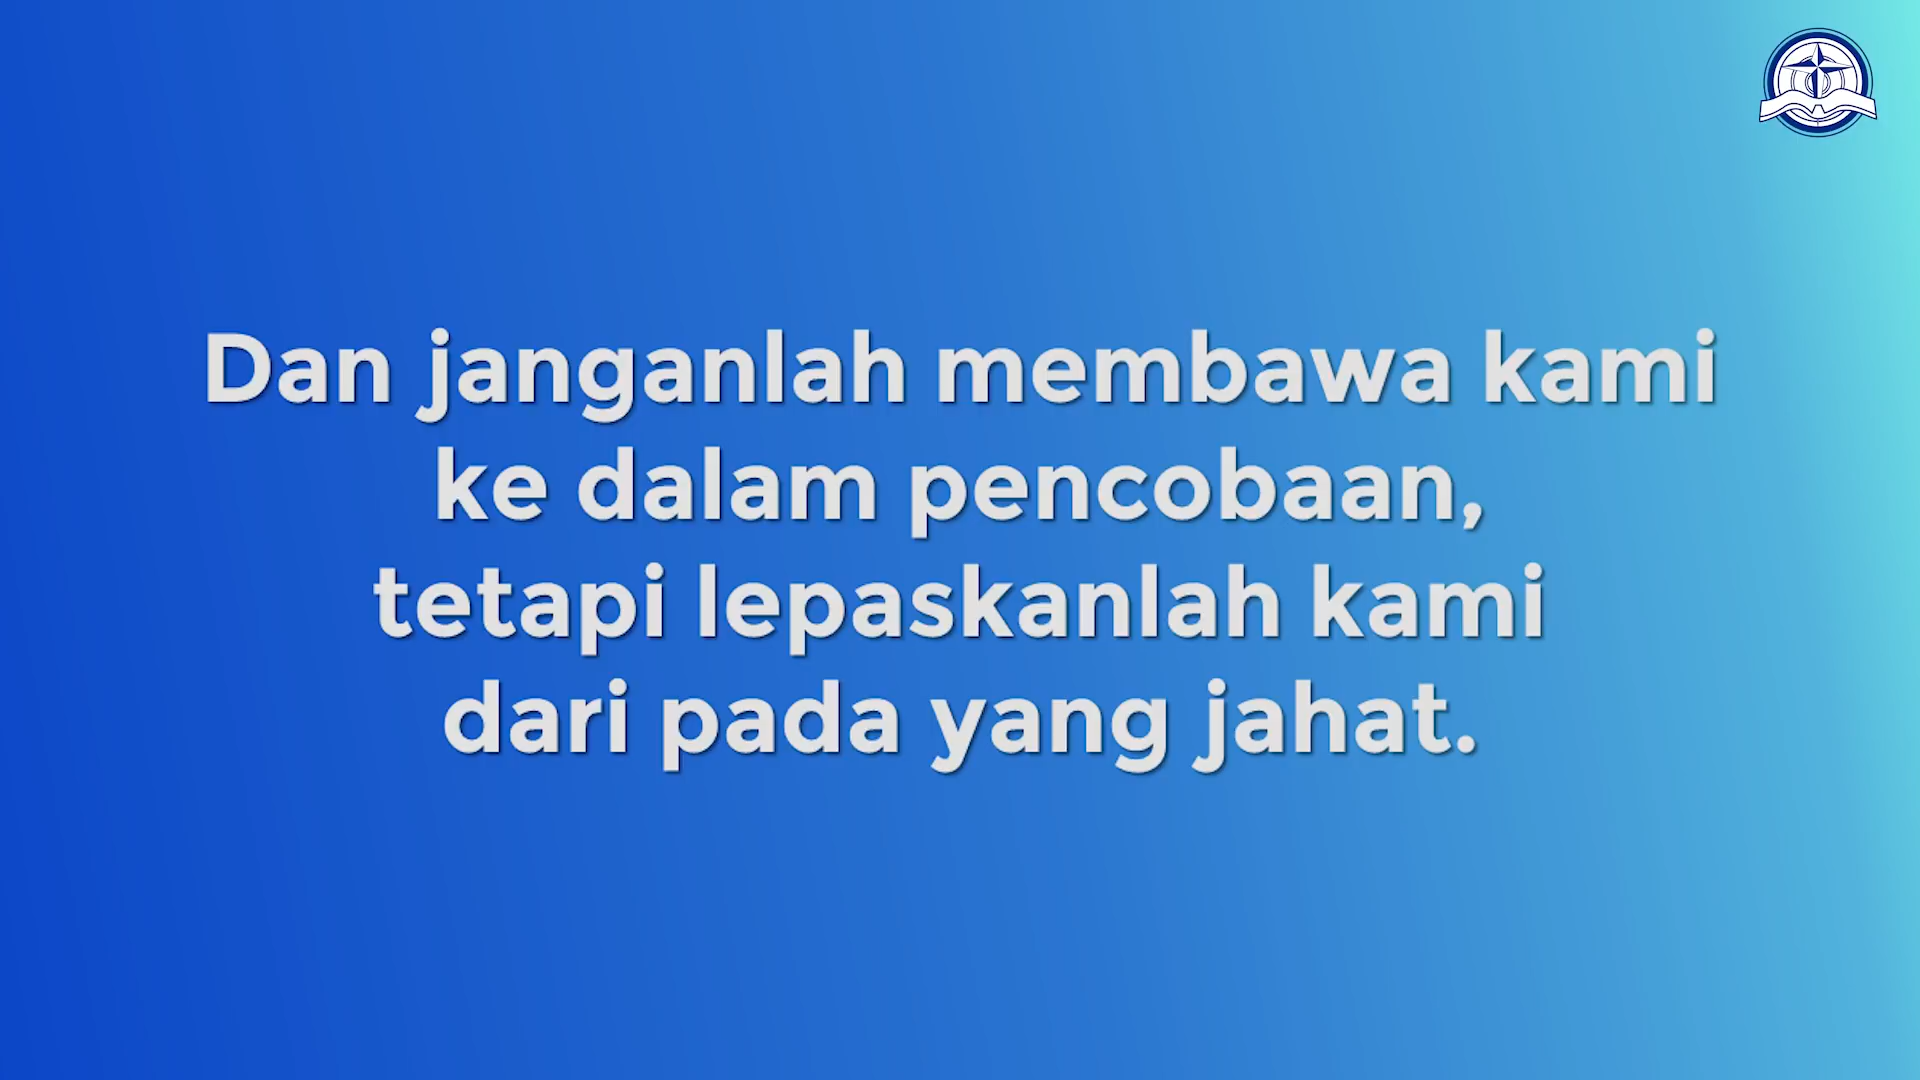 Dan janganlah membawa kami
ke dalam pencobaan,
tetapi lepaskanlah kami
dari pada yang jahat.